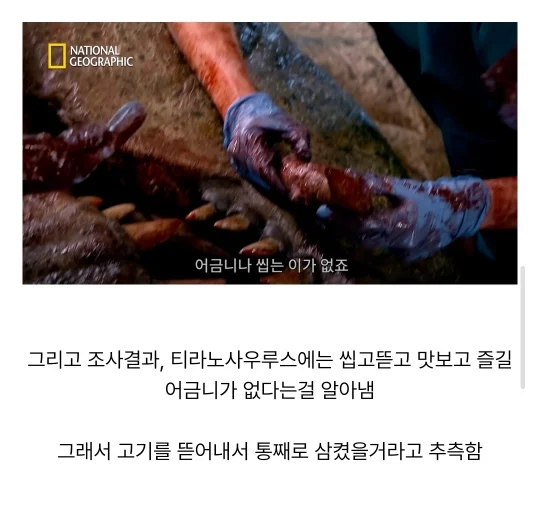 NATIONAL
GEOGRAPHIC
어금니나 씹는 이가 없죠
그리고 조사결과, 티라노사우루스에는 씹고뜯고 맛보고 즐길
어금니가 없다는걸 알아냄
그래서 고기를 뜯어내서 통째로 삼켰을거라고 추측함